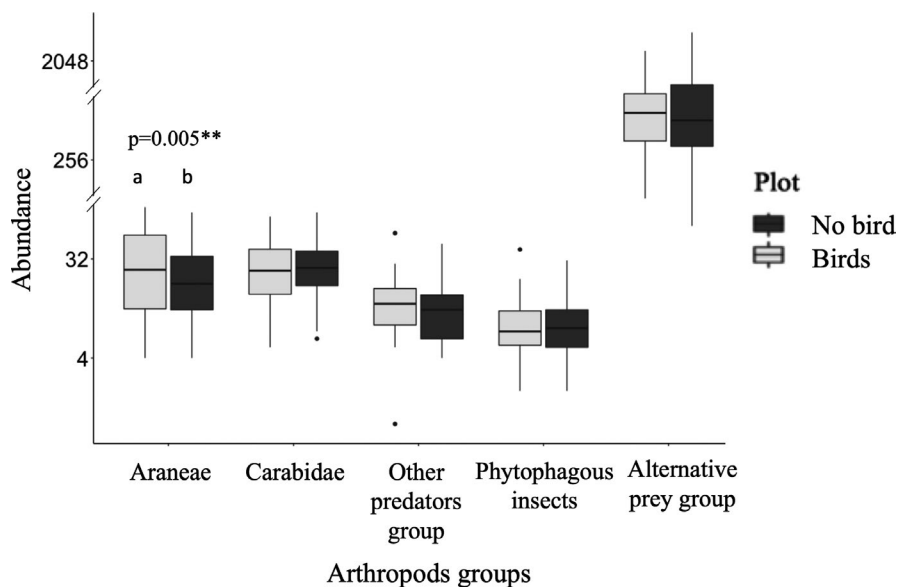 2048
p=0.005**
256
a b
Abundance
32
4
Plot
No bird
Birds
Araneae Carabidae Other predators group Phytophagous insects Alternative prey group
Arthropods groups